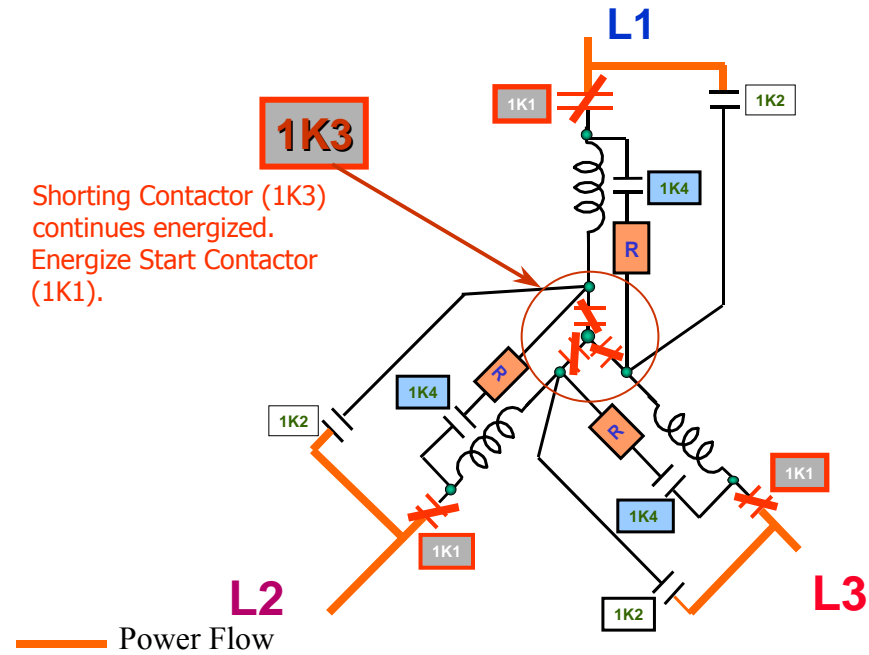 L1
1K1
1K2
1K3
Shorting Contactor (1K3)
continues energized.
Energize Start Contactor
(1K1).
1K4
R
R
1K4
1K2
R
1K1
1K4
1K1
L2
L3
1K2
Power Flow